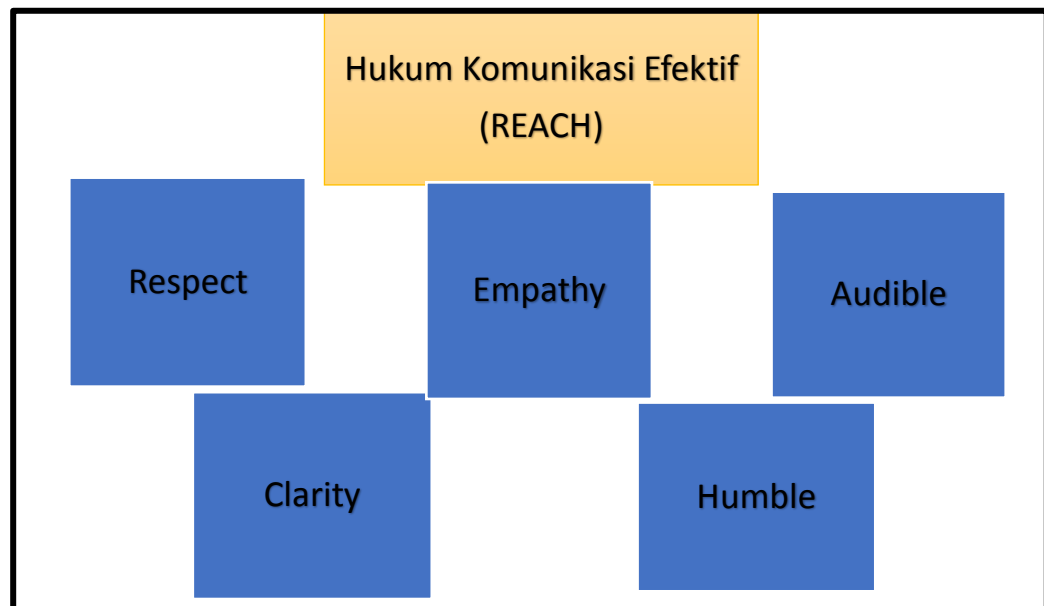 Hukum Komunikasi Efektif
(REACH)
Respect
Empathy
Audible
Clarity
Humble